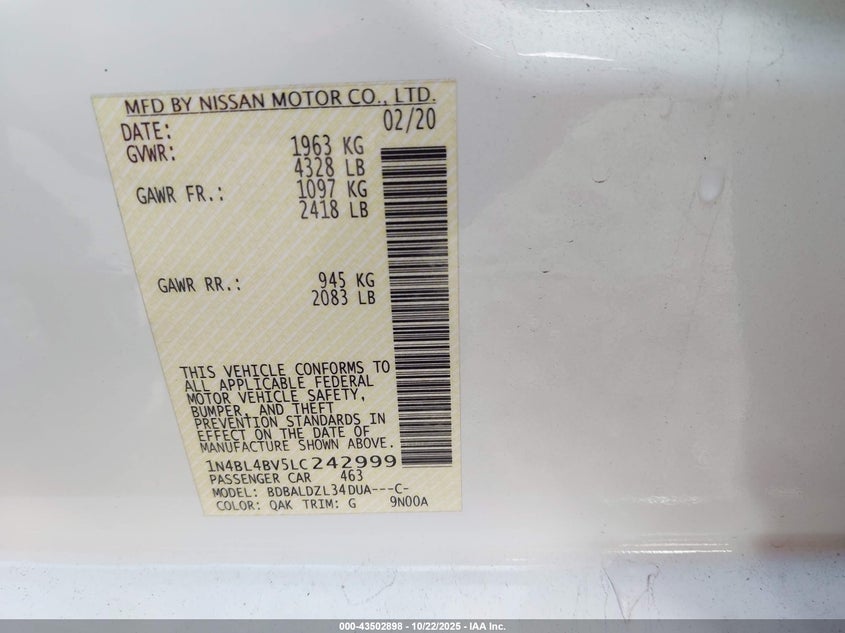 MFD BY NISSAN MOTOR CO., LTD.
DATE: 02/20
GVWR: 1963 KG
4328 LB
GAWR FR.: 1097 KG
2418 LB
GAWR RR.: 945 KG
2083 LB
THIS VEHICLE CONFORMS TO
ALL APPLICABLE FEDERAL
MOTOR VEHICLE SAFETY,
BUMPER, AND THEFT
PREVENTION STANDARDS IN
EFFECT ON THE DATE OF
MANUFACTURE SHOWN ABOVE.
1N4BL4BV5LC242999
PASSENGER CAR 463
MODEL: BDBALDZL34DUA---C-
COLOR: QAK TRIM: G 9N00A
000-43502898 - 10/22/2025 - IAA Inc.